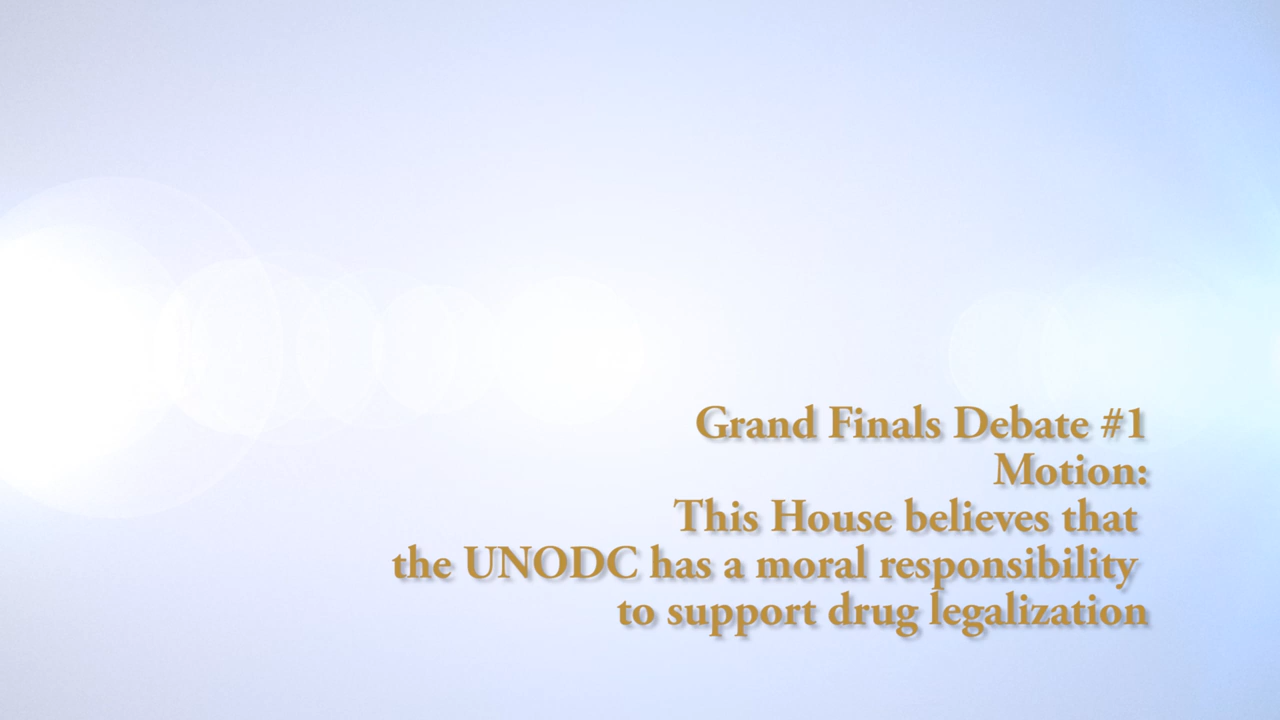 Grand Finals Debate #1
Motion:
This House believes that
the UNODC has a moral responsibility
to support drug legalization